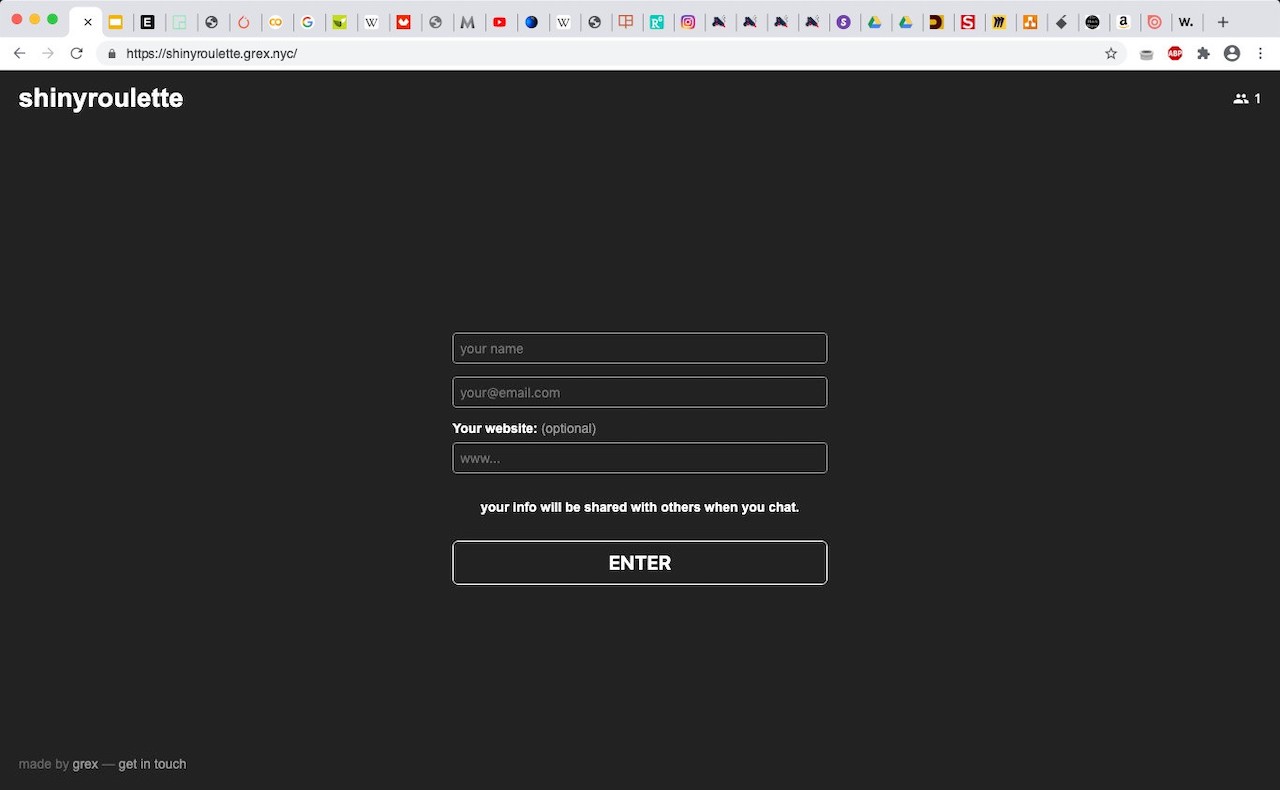 https://shinyroulette.grex.nyc/
ABP
shinyroulette
1
your name
your@email.com
Your website: (optional)
www...
your info will be shared with others when you chat.
ENTER
made by grex — get in touch